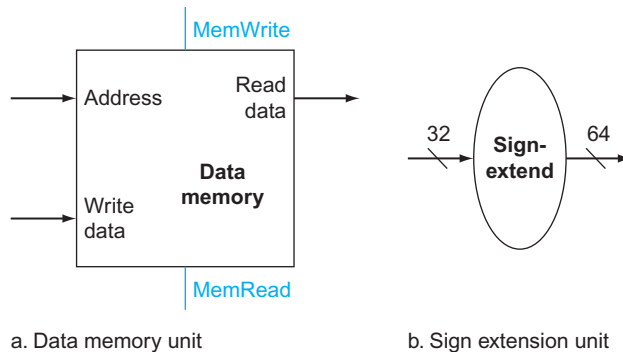 MemWrite
Address
Read
data
Data
memory
Write
data
MemRead
a. Data memory unit
32
Sign-
extend
64
b. Sign extension unit